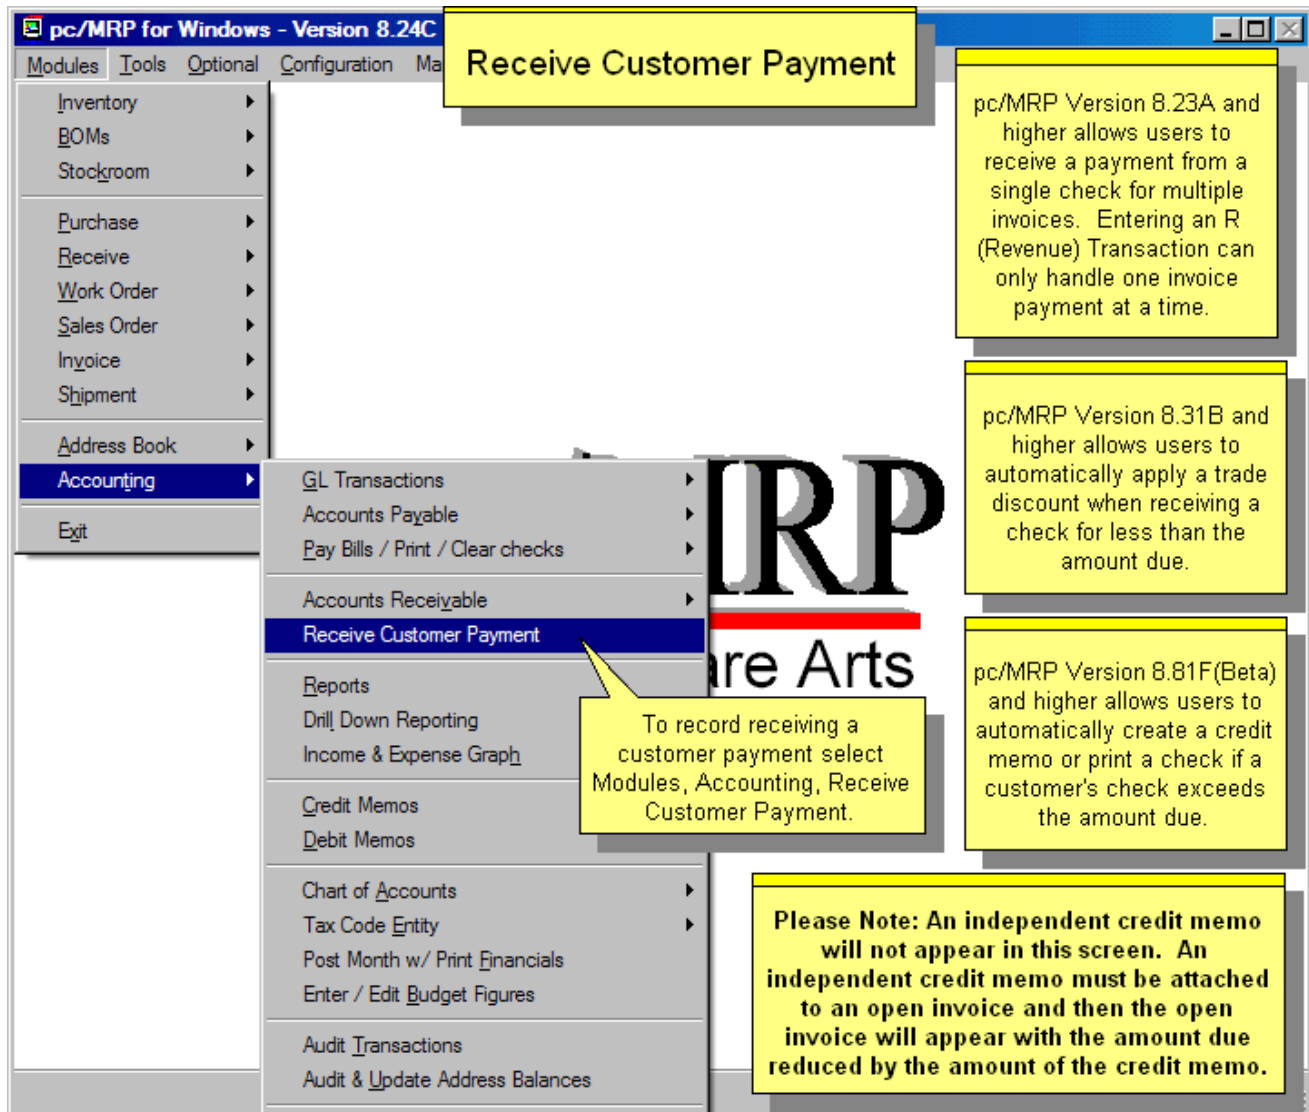 pc/MRP for Windows - Version 8.24C
Receive Customer Payment
Modules Tools Optional Configuration Ma
Inventory
BOMs
Stockroom
Purchase
Receive
Work Order
Sales Order
Invoice
Shipment
Address Book
Accounting
Exit
GL Transactions
Accounts Payable
Pay Bills / Print / Clear checks
Accounts Receivable
Receive Customer Payment
Reports
Drill Down Reporting
Income & Expense Graph
Credit Memos
Debit Memos
Chart of Accounts
Tax Code Entity
Post Month w/ Print Financials
Enter / Edit Budget Figures
Audit Transactions
Audit & Update Address Balances
MRP
are Arts
To record receiving a
customer payment select
Modules, Accounting, Receive
Customer Payment.
pc/MRP Version 8.23A and
higher allows users to
receive a payment from a
single check for multiple
invoices. Entering an R
(Revenue) Transaction can
only handle one invoice
payment at a time.
pc/MRP Version 8.31B and
higher allows users to
automatically apply a trade
discount when receiving a
check for less than the
amount due.
pc/MRP Version 8.81F(Beta)
and higher allows users to
automatically create a credit
memo or print a check if a
customer's check exceeds
the amount due.
Please Note: An independent credit memo
will not appear in this screen. An
independent credit memo must be attached
to an open invoice and then the open
invoice will appear with the amount due
reduced by the amount of the credit memo.